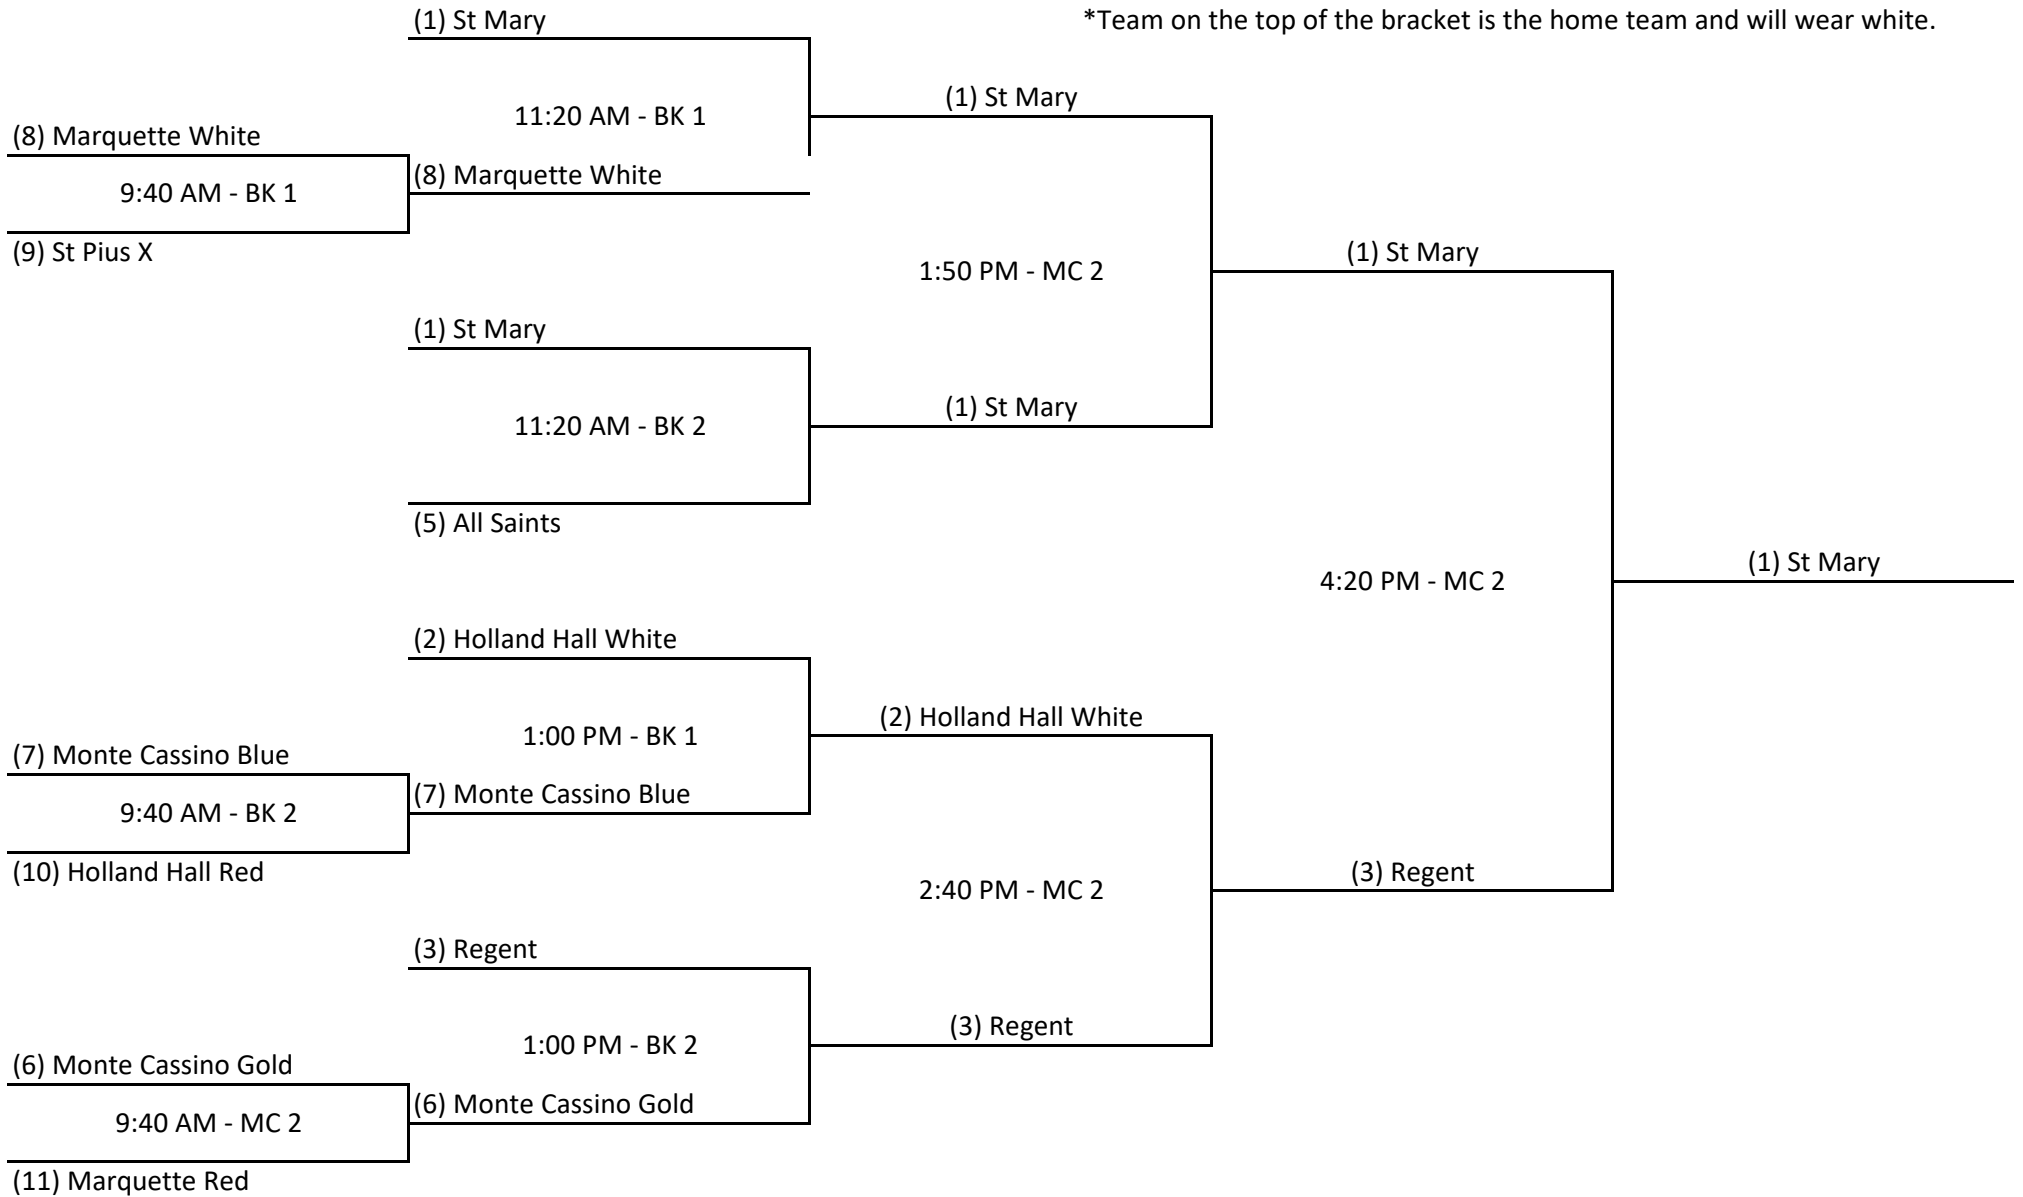 (1) St Mary
*Team on the top of the bracket is the home team and will wear white.
(1) St Mary
11:20 AM - BK 1
(8) Marquette White
(8) Marquette White
9:40 AM - BK 1
(9) St Pius X
(1) St Mary
1:50 PM - MC 2
(1) St Mary
(1) St Mary
11:20 AM - BK 2
(5) All Saints
(1) St Mary
4:20 PM - MC 2
(2) Holland Hall White
(2) Holland Hall White
1:00 PM - BK 1
(7) Monte Cassino Blue
(7) Monte Cassino Blue
9:40 AM - BK 2
(10) Holland Hall Red
(3) Regent
2:40 PM - MC 2
(3) Regent
(3) Regent
1:00 PM - BK 2
(6) Monte Cassino Gold
(6) Monte Cassino Gold
9:40 AM - MC 2
(11) Marquette Red